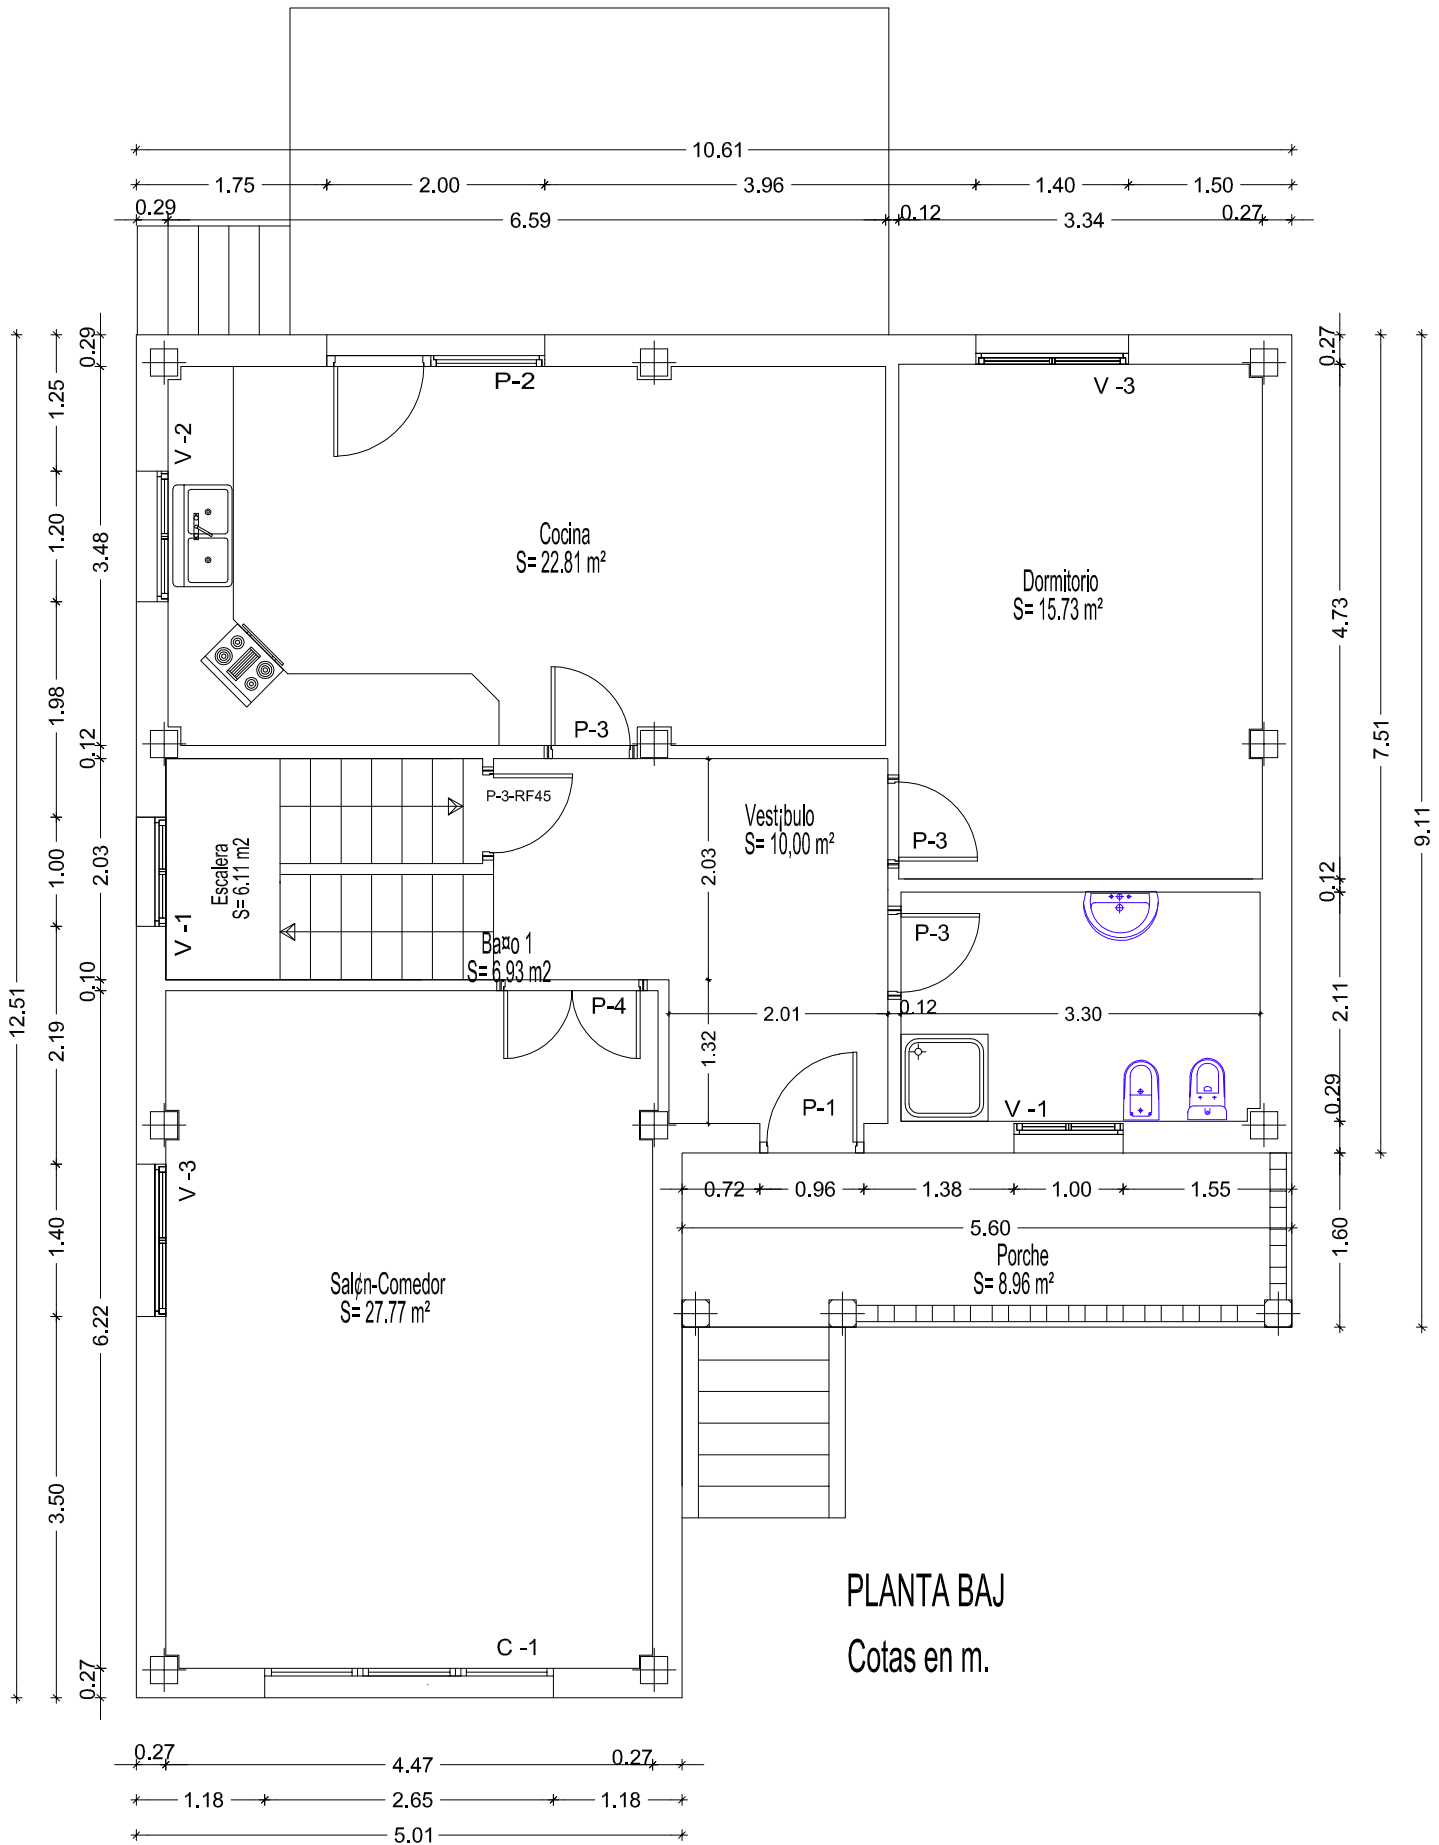 10.61
1.75 2.00 3.96 1.40 1.50
0.29 6.59 0.12 3.34 0.27
0.29
1.25
1.20
1.98
1.00
2.19
1.40
3.50
12.51
3.48
0.12
2.03
0.10
6.22
0.27
P-2
V -3
V -2
Cocina
S= 22.81 m²
Dormitorio
S= 15.73 m²
P-3
P-3-RF45
Vest¡bulo
S= 10,00 m²
P-3
Escalera
S= 6.11 m2
V -1
2.03
P-3
Ba¤o 1
S= 6,93 m2
P-4
2.01
0.12
3.30
1.32
P-1
V -1
0.27
4.73
0.12
2.11
0.29
1.60
7.51
9.11
V -3
0.72 0.96 1.38 1.00 1.55
5.60
Porche
S= 8.96 m²
Sal¢n-Comedor
S= 27.77 m²
C -1
PLANTA BAJ
Cotas en m.
0.27 4.47 0.27
1.18 2.65 1.18
5.01